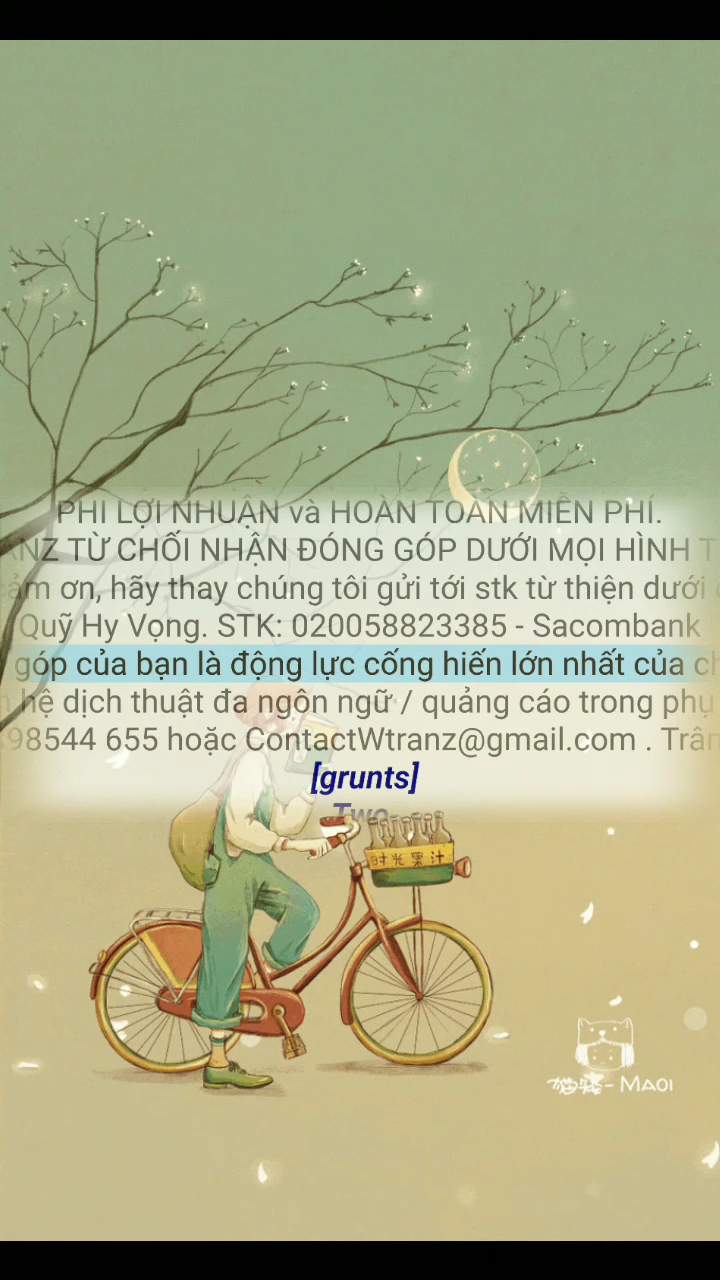 PHI LỢI NHUẬN và HOÀN TOÀN MIỄN PHÍ.
TỪ CHỐI NHẬN ĐÓNG GÓP DƯỚI MỌI HÌNH
ơn, hãy thay chúng tôi gửi tới stk từ thiện dưới
Quỹ Hy Vọng. STK: 020058823385 - Sacombank
góp của bạn là động lực cống hiến lớn nhất của
hệ dịch thuật đa ngôn ngữ / quảng cáo trong phụ
98544 655 hoặc ContactWtranz@gmail.com . Trân
[grunts]
Two
时光果汁
MAOI